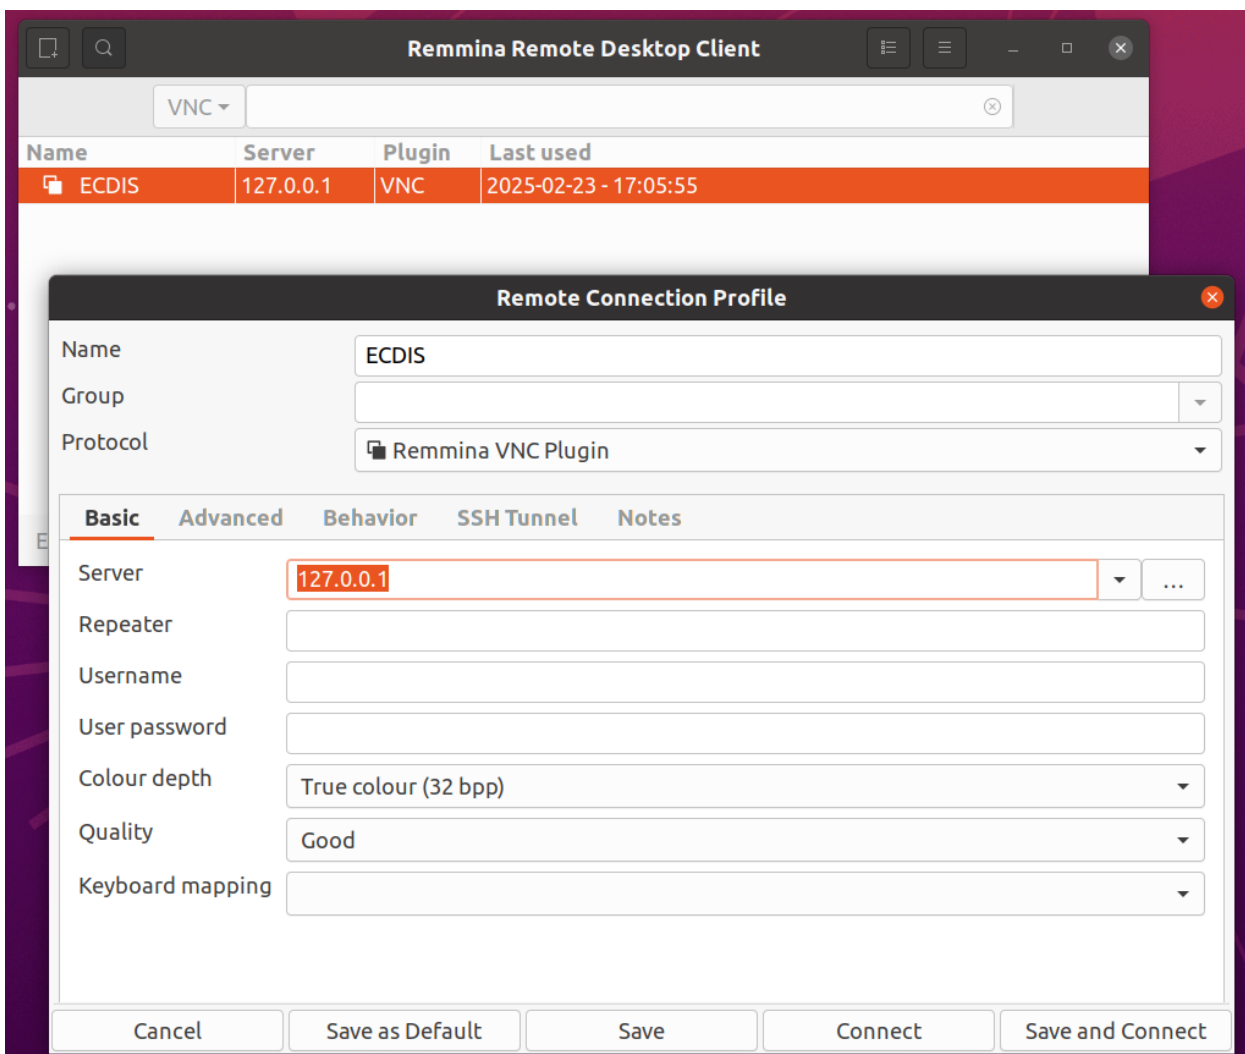 Remmina Remote Desktop Client
VNC
Name Server Plugin Last used
ECDIS 127.0.0.1 VNC 2025-02-23 - 17:05:55
Remote Connection Profile
Name ECDIS
Group
Protocol Remmina VNC Plugin
Basic Advanced Behavior SSH Tunnel Notes
E
Server 127.0.0.1 ...
Repeater
Username
User password
Colour depth True colour (32 bpp)
Quality Good
Keyboard mapping
Cancel Save as Default Save Connect Save and Connect